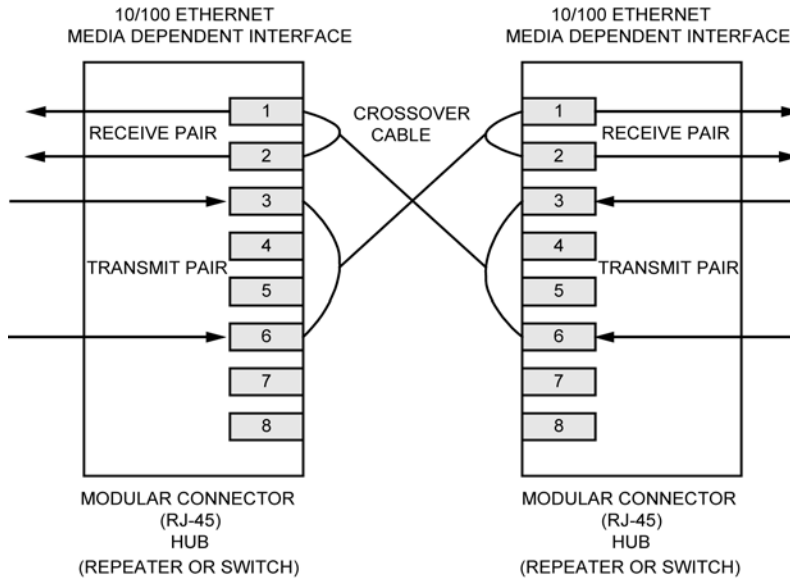 10/100 ETHERNET
MEDIA DEPENDENT INTERFACE
10/100 ETHERNET
MEDIA DEPENDENT INTERFACE
1
2
3
4
5
6
7
8
RECEIVE PAIR
TRANSMIT PAIR
CROSSOVER
CABLE
1
2
3
4
5
6
7
8
RECEIVE PAIR
TRANSMIT PAIR
MODULAR CONNECTOR
(RJ-45)
HUB
(REPEATER OR SWITCH)
MODULAR CONNECTOR
(RJ-45)
HUB
(REPEATER OR SWITCH)